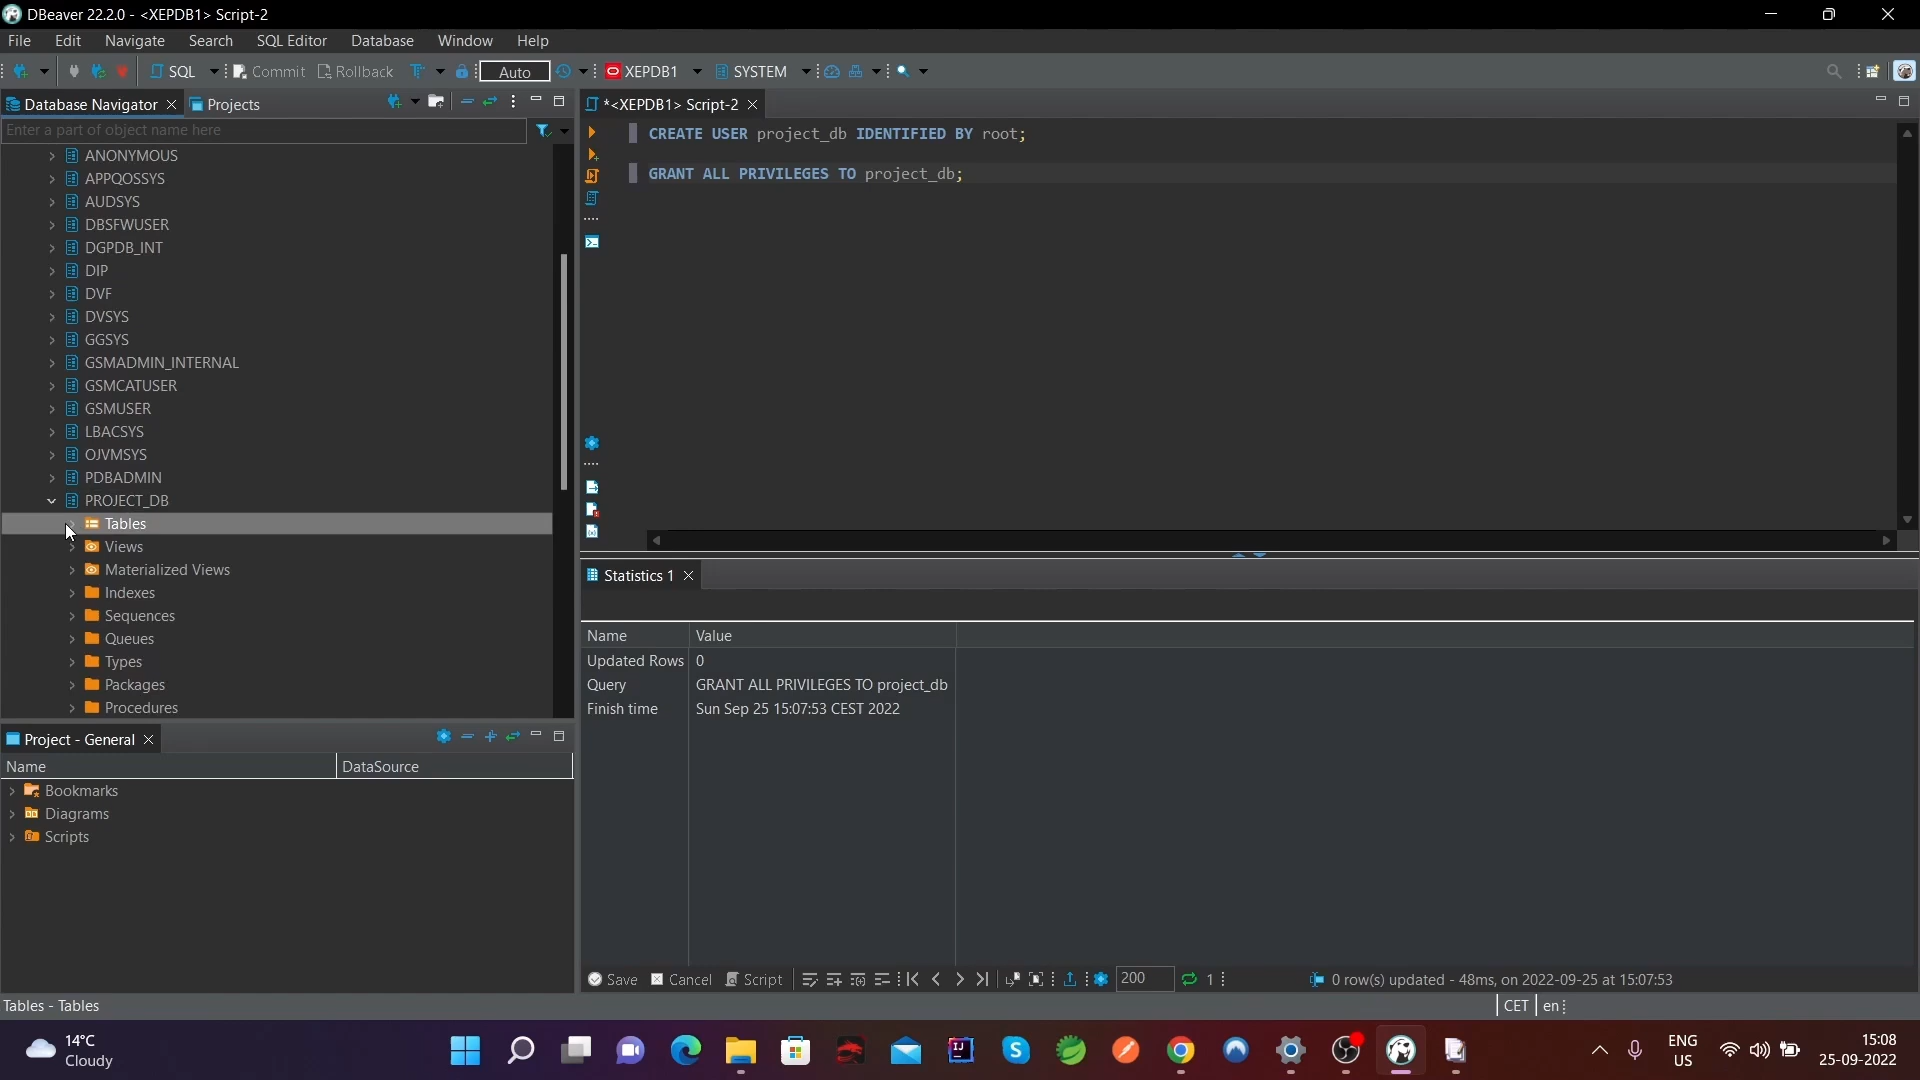 DBeaver 22.2.0 - <XEPDB1> Script-2
File Edit Navigate Search SQL Editor Database Window Help
SQL Commit Rollback Auto XEPDB1 SYSTEM
Database Navigator Projects
Enter a part of object name here
ANONYMOUS
APPQOSSYS
AUDSYS
DBSFWUSER
DGPDB_INT
DIP
DVF
DVSYS
GGSYS
GSMADMIN_INTERNAL
GSMCATUSER
GSMUSER
LBACSYS
OJVMSYS
PDBADMIN
PROJECT_DB
Tables
Views
Materialized Views
Indexes
Sequences
Queues
Types
Packages
Procedures
Project - General
Name DataSource
Bookmarks
Diagrams
Scripts
*<XEPDB1> Script-2
CREATE USER project_db IDENTIFIED BY root;
GRANT ALL PRIVILEGES TO project_db;
Statistics 1
Name Value
Updated Rows 0
Query GRANT ALL PRIVILEGES TO project_db
Finish time Sun Sep 25 15:07:53 CEST 2022
Save Cancel Script 200 1 0 row(s) updated - 48ms, on 2022-09-25 at 15:07:53
Tables - Tables CET en
14°C
Cloudy
ENG
US
15:08
25-09-2022